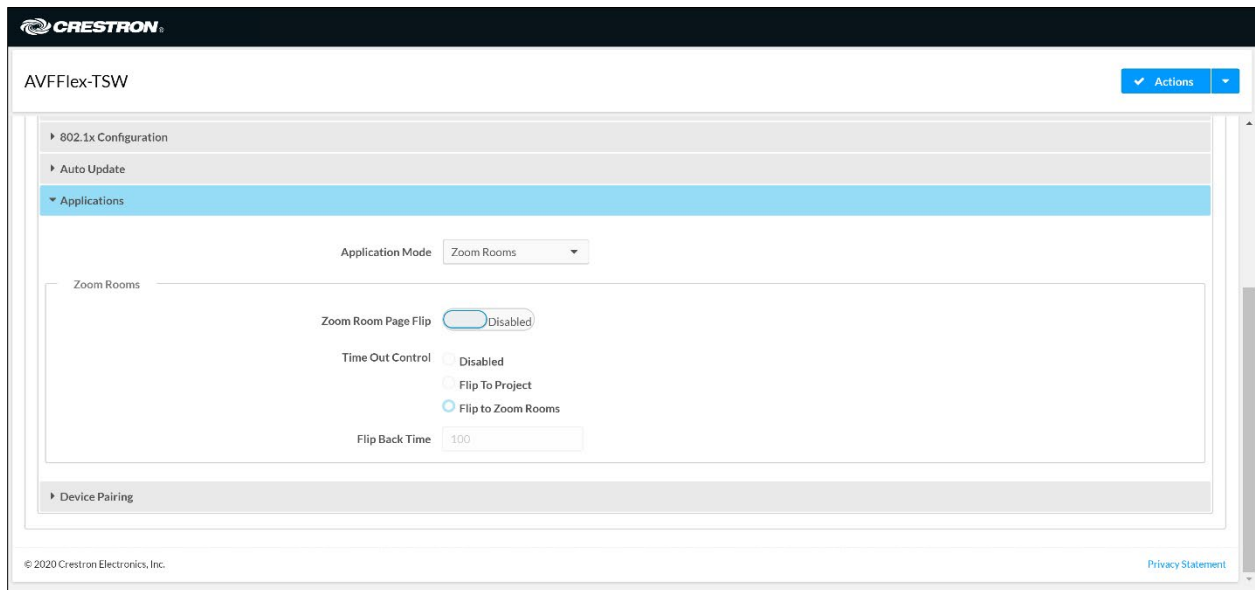 CRESTRON®
AVFFlex-TSW
Actions
802.1x Configuration
Auto Update
Applications
Application Mode Zoom Rooms
Zoom Rooms
Zoom Room Page Flip Disabled
Time Out Control Disabled
Flip To Project
Flip to Zoom Rooms
Flip Back Time 100
Device Pairing
© 2020 Crestron Electronics, Inc. Privacy Statement